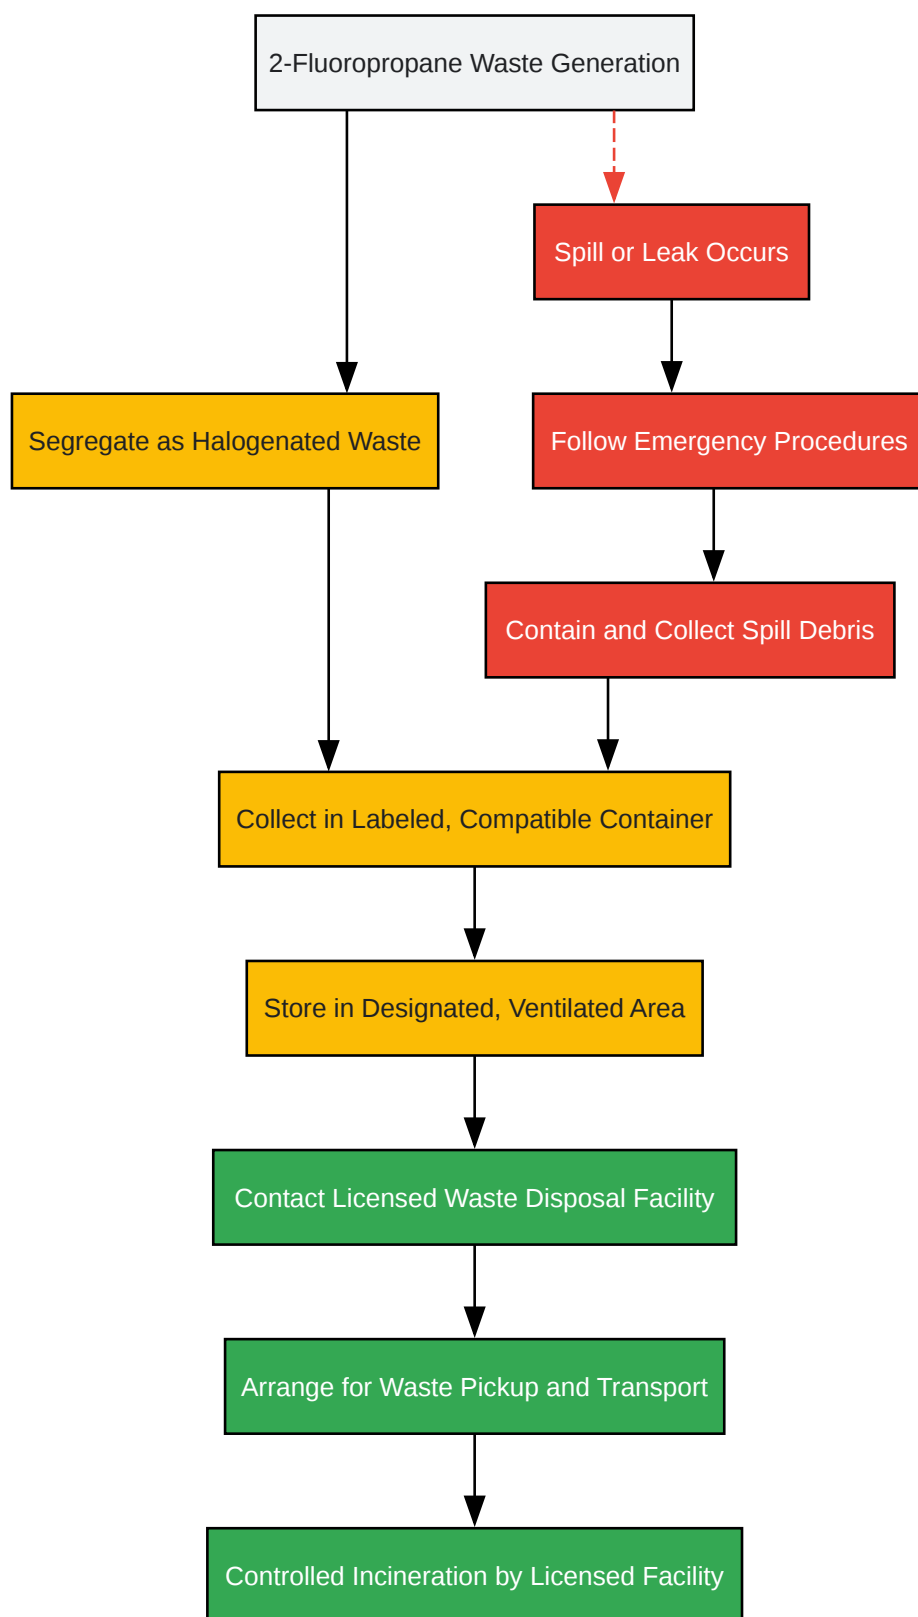 2-Fluoropropane Waste Generation
Spill or Leak Occurs
Segregate as Halogenated Waste
Follow Emergency Procedures
Contain and Collect Spill Debris
Collect in Labeled, Compatible Container
Store in Designated, Ventilated Area
Contact Licensed Waste Disposal Facility
Arrange for Waste Pickup and Transport
Controlled Incineration by Licensed Facility